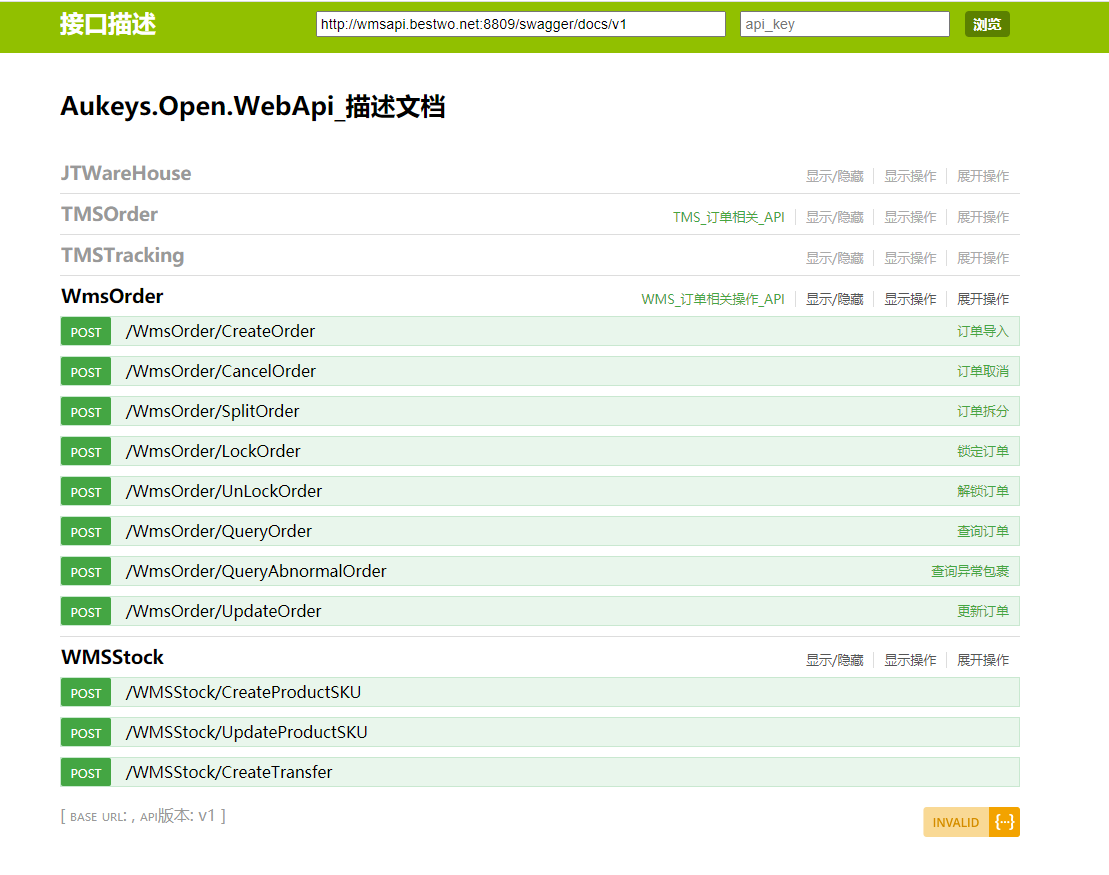 接口描述 http://wmsapi.bestwo.net:8809/swagger/docs/v1 api_key 浏览
Aukeys.Open.WebApi_描述文档
JTWareHouse 显示/隐藏 显示操作 展开操作
TMSOrder TMS_订单相关_API 显示/隐藏 显示操作 展开操作
TMSTracking 显示/隐藏 显示操作 展开操作
WmsOrder WMS_订单相关操作_API 显示/隐藏 显示操作 展开操作
POST /WmsOrder/CreateOrder 订单导入
POST /WmsOrder/CancelOrder 订单取消
POST /WmsOrder/SplitOrder 订单拆分
POST /WmsOrder/LockOrder 锁定订单
POST /WmsOrder/UnLockOrder 解锁订单
POST /WmsOrder/QueryOrder 查询订单
POST /WmsOrder/QueryAbnormalOrder 查询异常包裹
POST /WmsOrder/UpdateOrder 更新订单
WMSStock 显示/隐藏 显示操作 展开操作
POST /WMSStock/CreateProductSKU
POST /WMSStock/UpdateProductSKU
POST /WMSStock/CreateTransfer
[ BASE URL: , API版本: v1 ] INVALID {···}